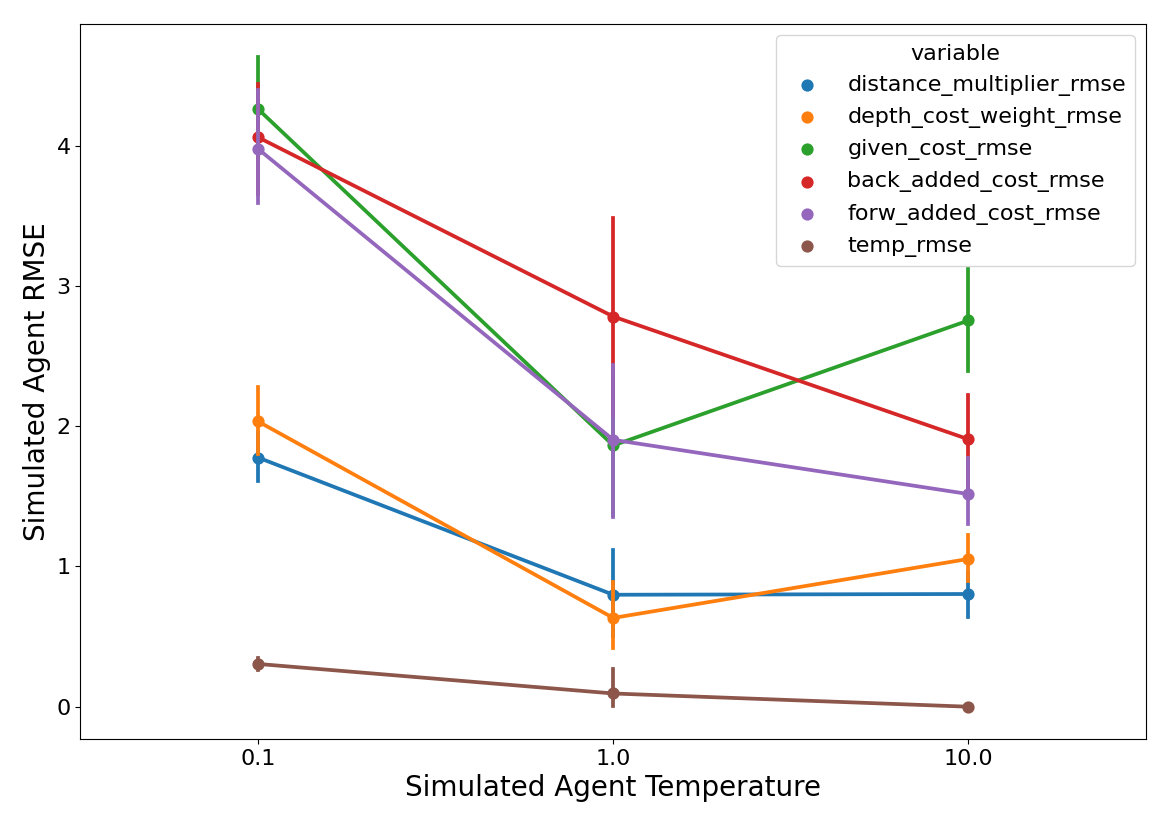 variable
distance_multiplier_rmse
depth_cost_weight_rmse
given_cost_rmse
back_added_cost_rmse
forw_added_cost_rmse
temp_rmse
Simulated Agent RMSE
4
3
2
1
0
0.1 1.0 10.0
Simulated Agent Temperature